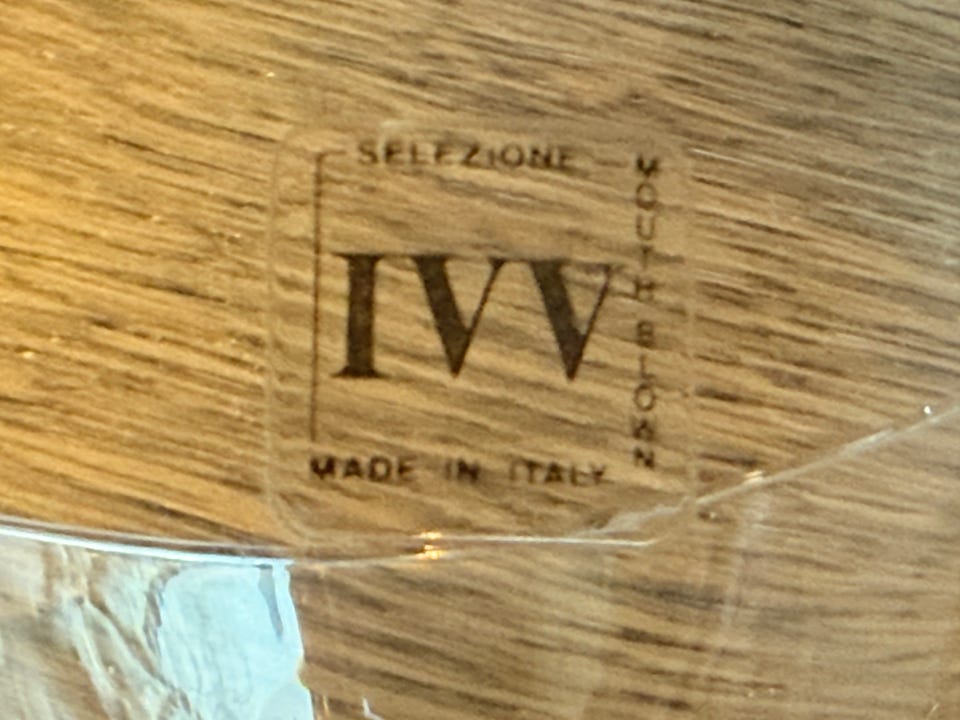 SELEZIONE
IVV
MADE IN ITALY
MOUTH BLOWN